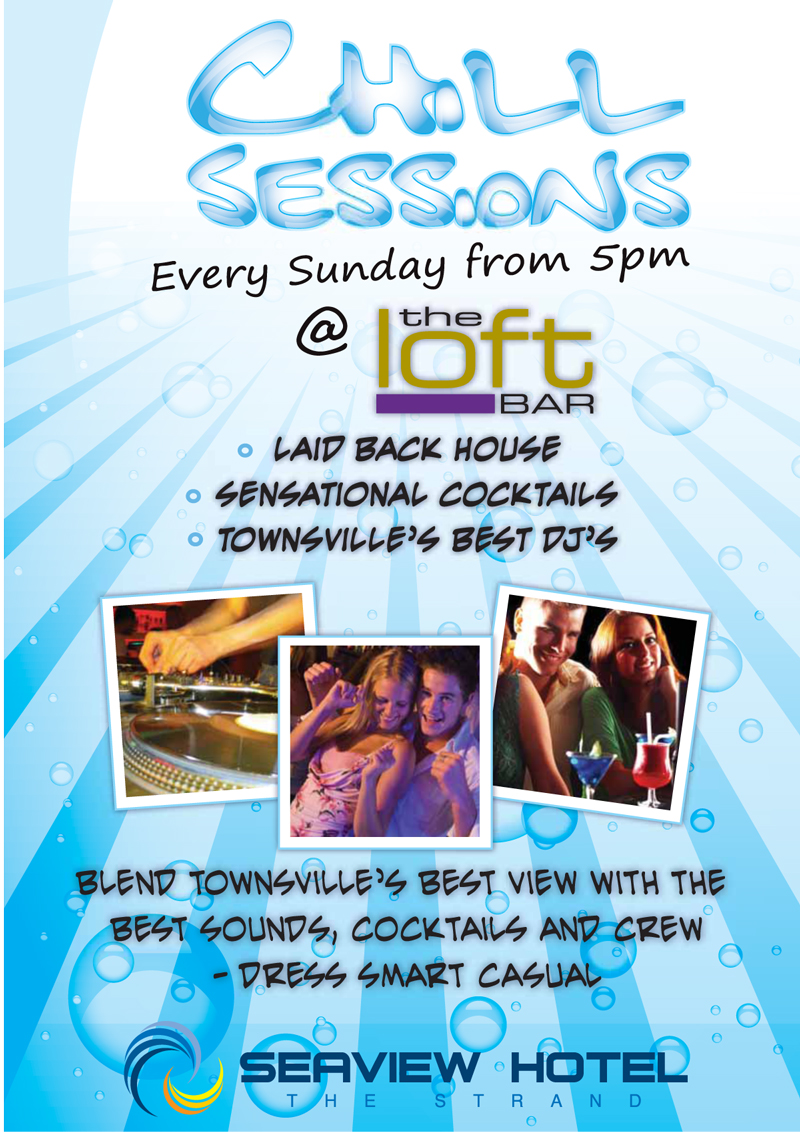 CHiLL
SESSiONS
Every Sunday from 5pm
@ the loft BAR
LAID BACK HOUSE
SENSATIONAL COCKTAILS
TOWNSVILLE'S BEST DJ'S
BLEND TOWNSVILLE'S BEST VIEW WITH THE
BEST SOUNDS, COCKTAILS AND CREW
- DRESS SMART CASUAL
SEAVIEW HOTEL
THE STRAND